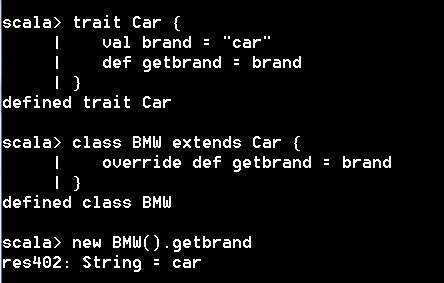 scala> trait Car {
     |     val brand = "car"
     |     def getbrand = brand
     | }
defined trait Car
scala> class BMW extends Car {
     |     override def getbrand = brand
     | }
defined class BMW
scala> new BMW().getbrand
res402: String = car